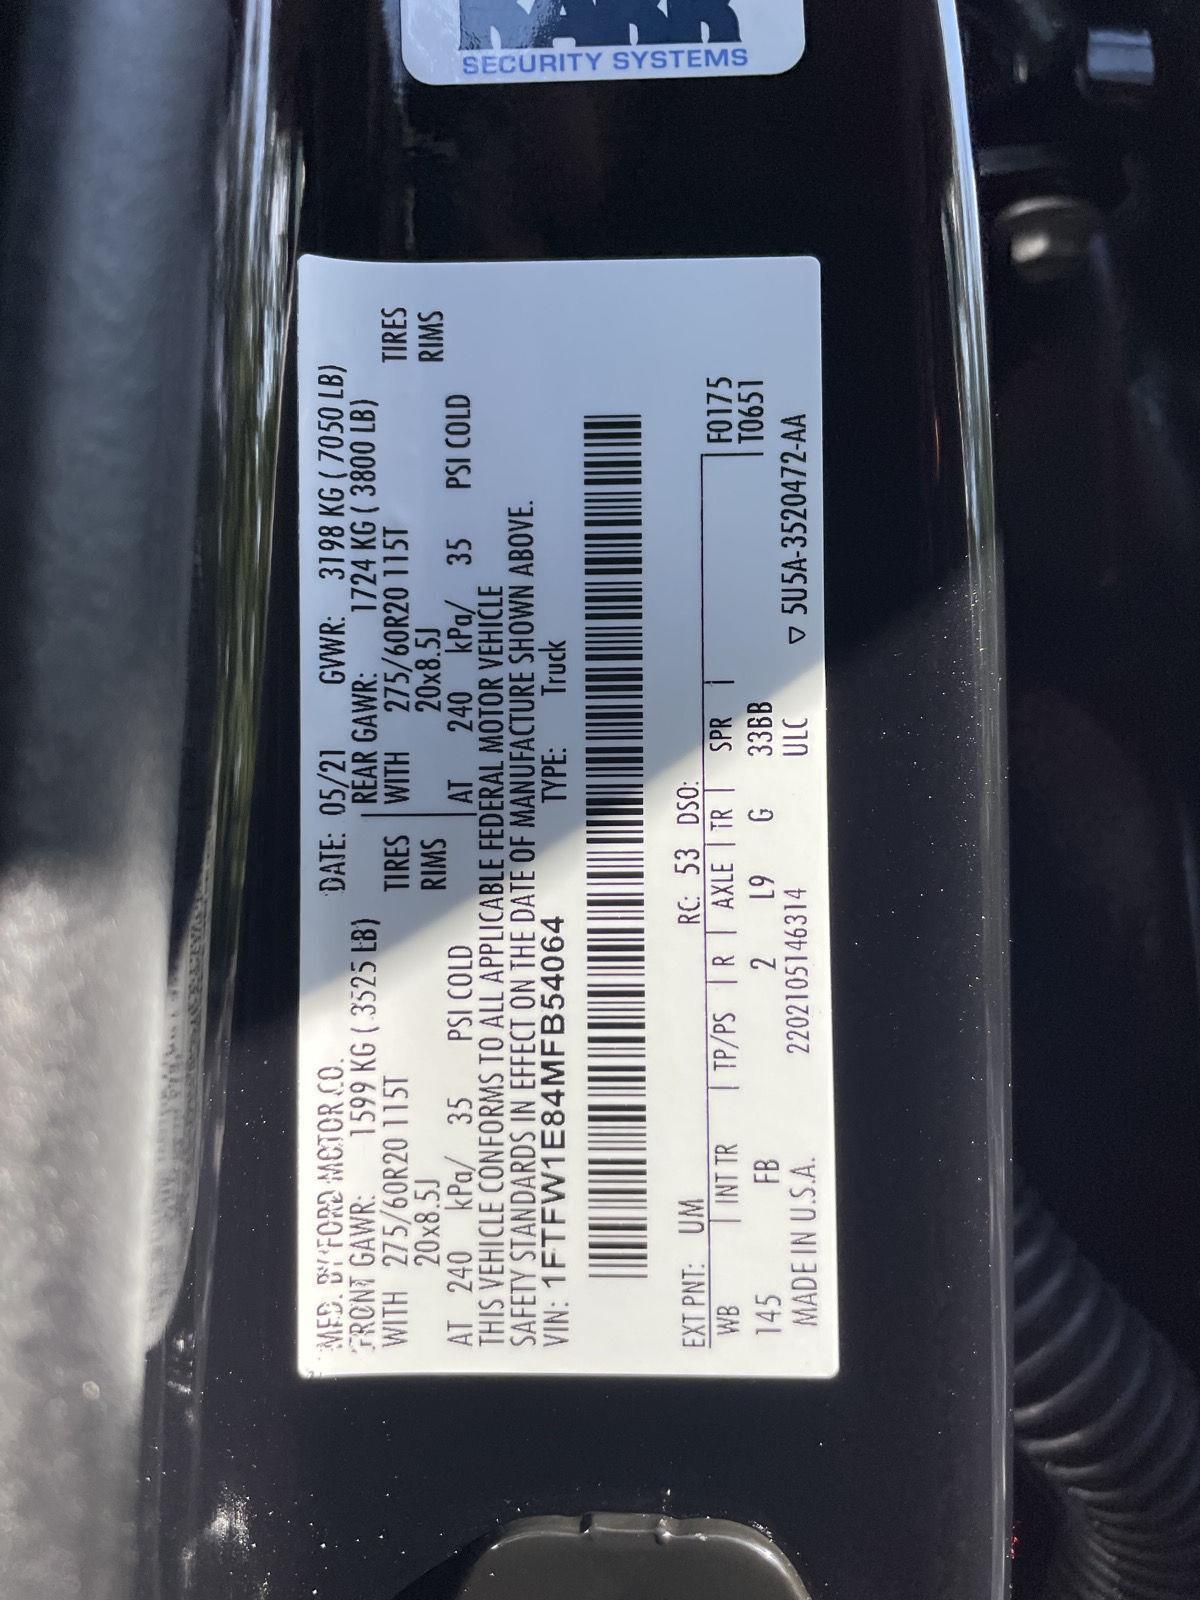 SECURITY SYSTEMS
MFD. BY FORD MOTOR CO. DATE: 05/21 GVWR: 3198 KG ( 7050 LB)
FRONT GAWR: 1599 KG ( 3525 LB) REAR GAWR: 1724 KG ( 3800 LB)
WITH 275/60R20 115T TIRES WITH 275/60R20 115T TIRES
20x8.5J RIMS 20x8.5J RIMS
AT 240 kPa/ 35 PSI COLD AT 240 kPa/ 35 PSI COLD
THIS VEHICLE CONFORMS TO ALL APPLICABLE FEDERAL MOTOR VEHICLE
SAFETY STANDARDS IN EFFECT ON THE DATE OF MANUFACTURE SHOWN ABOVE.
VIN: 1FTFW1E84MFB54064 TYPE: Truck
EXT PNT: UM RC: 53 DSO:
WB | INT TR | TP/PS | R | AXLE | TR | SPR | F0175
145 FB 2 L9 G 33BB T0651
MADE IN U.S.A. 220210514631​4 ULC ▽ 5U5A-3520472-AA